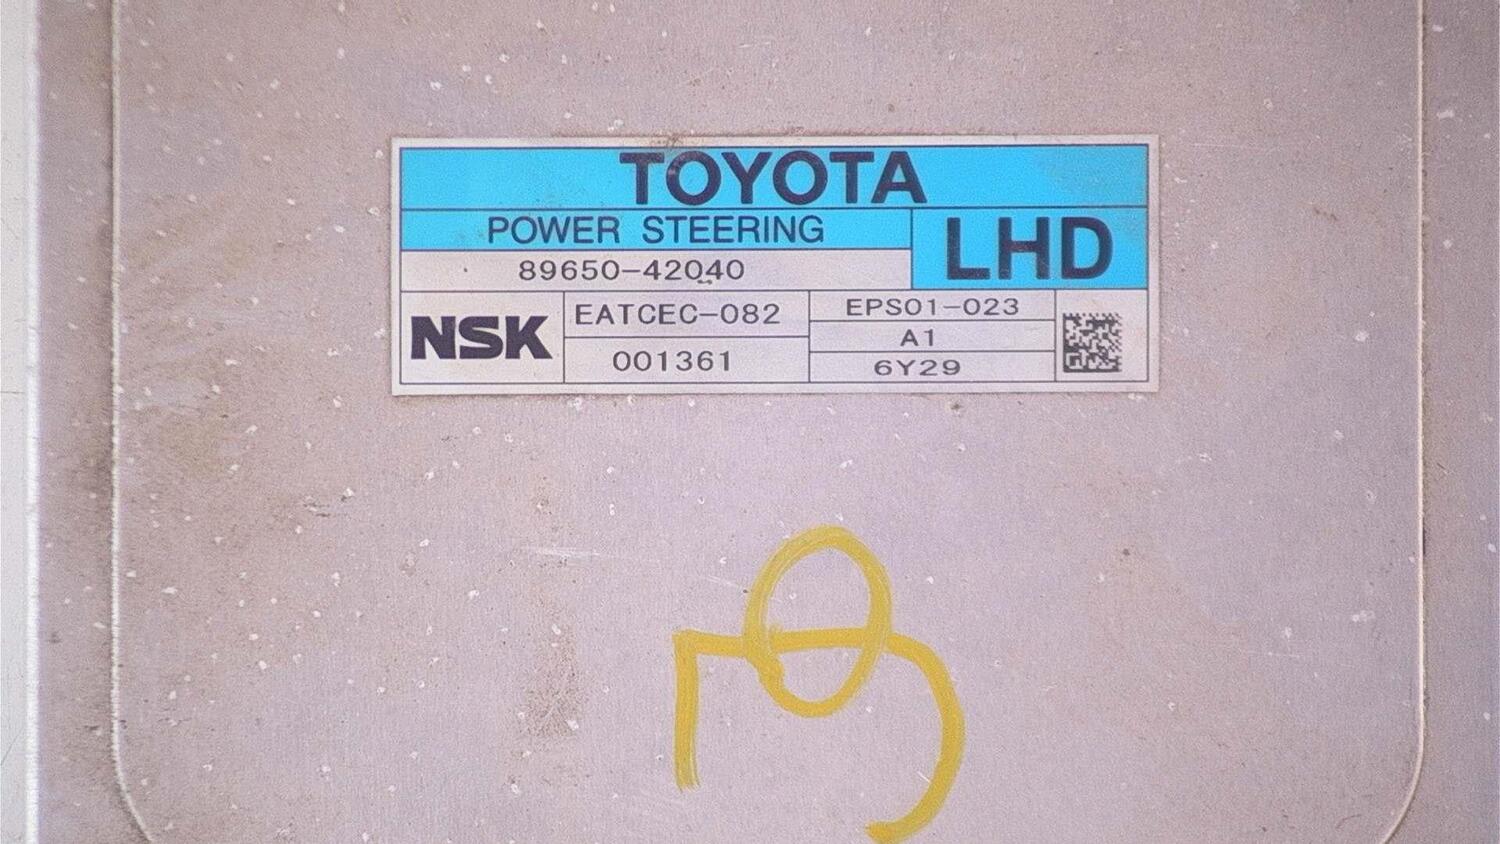 TOYOTA
POWER STEERING
LHD
89650-42040
NSK
EATCEC-082
001361
EPS01-023
A1
6Y29